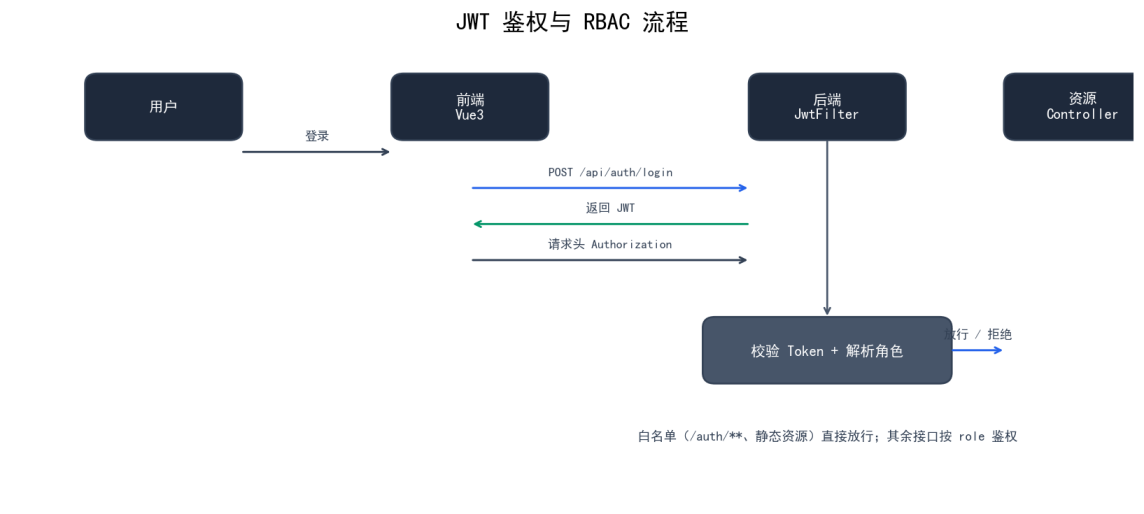 JWT 鉴权与 RBAC 流程
用户
前端
Vue3
后端
JwtFilter
资源
Controller
登录
POST /api/auth/login
返回 JWT
请求头 Authorization
校验 Token + 解析角色
放行 / 拒绝
白名单（/auth/**、静态资源）直接放行；其余接口按 role 鉴权